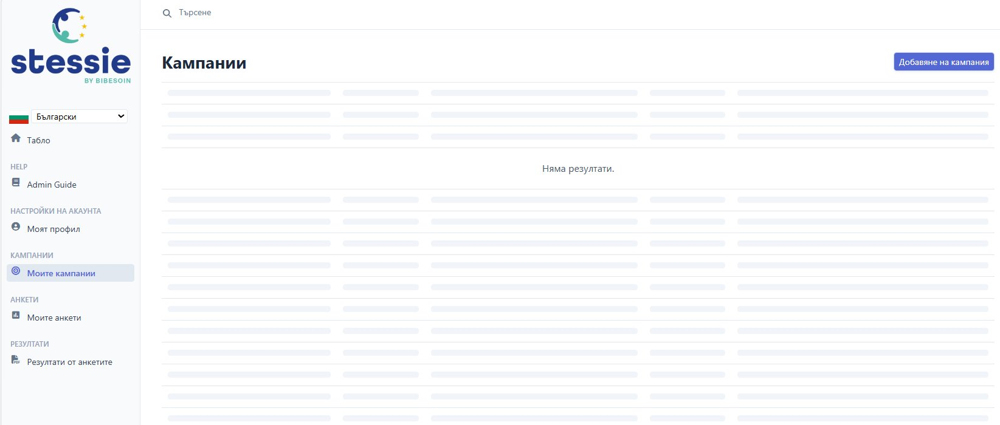 stessie
BY BIBESOIN
Български
Табло
HELP
Admin Guide
НАСТРОЙКИ НА АКАУНТА
Моят профил
КАМПАНИИ
Моите кампании
АНКЕТИ
Моите анкети
РЕЗУЛТАТИ
PDF
Резултати от анкетите
Търсене
Кампании
Добавяне на кампания
Няма резултати.